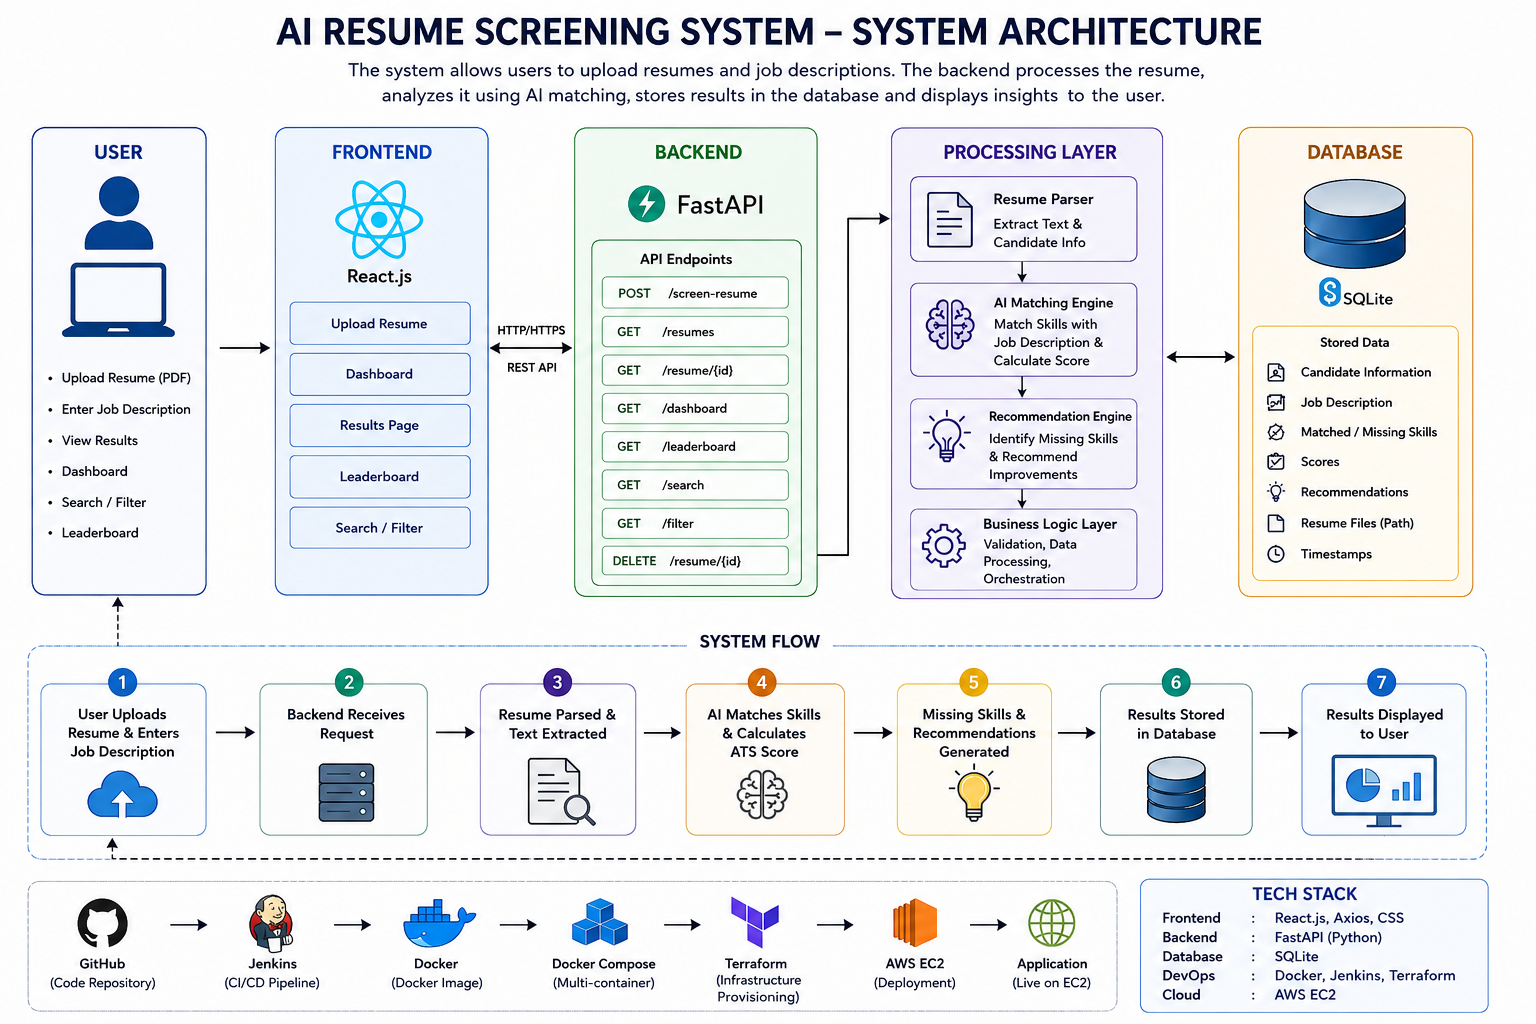 AI RESUME SCREENING SYSTEM – SYSTEM ARCHITECTURE
The system allows users to upload resumes and job descriptions. The backend processes the resume,
analyzes it using AI matching, stores results in the database and displays insights to the user.
USER
• Upload Resume (PDF)
• Enter Job Description
• View Results
• Dashboard
• Search / Filter
• Leaderboard
FRONTEND
React.js
Upload Resume
Dashboard
Results Page
Leaderboard
Search / Filter
HTTP/HTTPS
REST API
BACKEND
FastAPI
API Endpoints
POST /screen-resume
GET /resumes
GET /resume/{id}
GET /dashboard
GET /leaderboard
GET /search
GET /filter
DELETE /resume/{id}
PROCESSING LAYER
Resume Parser
Extract Text &
Candidate Info
AI Matching Engine
Match Skills with
Job Description &
Calculate Score
Recommendation Engine
Identify Missing Skills
& Recommend
Improvements
Business Logic Layer
Validation, Data
Processing,
Orchestration
DATABASE
S SQLite
Stored Data
Candidate Information
Job Description
Matched / Missing Skills
Scores
Recommendations
Resume Files (Path)
Timestamps
SYSTEM FLOW
1
User Uploads
Resume & Enters
Job Description
2
Backend Receives
Request
3
Resume Parsed &
Text Extracted
4
AI Matches Skills
& Calculates
ATS Score
5
Missing Skills &
Recommendations
Generated
6
Results Stored
in Database
7
Results Displayed
to User
GitHub
(Code Repository)
Jenkins
(CI/CD Pipeline)
Docker
(Docker Image)
Docker Compose
(Multi-container)
Terraform
(Infrastructure
Provisioning)
AWS EC2
(Deployment)
Application
(Live on EC2)
TECH STACK
Frontend : React.js, Axios, CSS
Backend : FastAPI (Python)
Database : SQLite
DevOps : Docker, Jenkins, Terraform
Cloud : AWS EC2